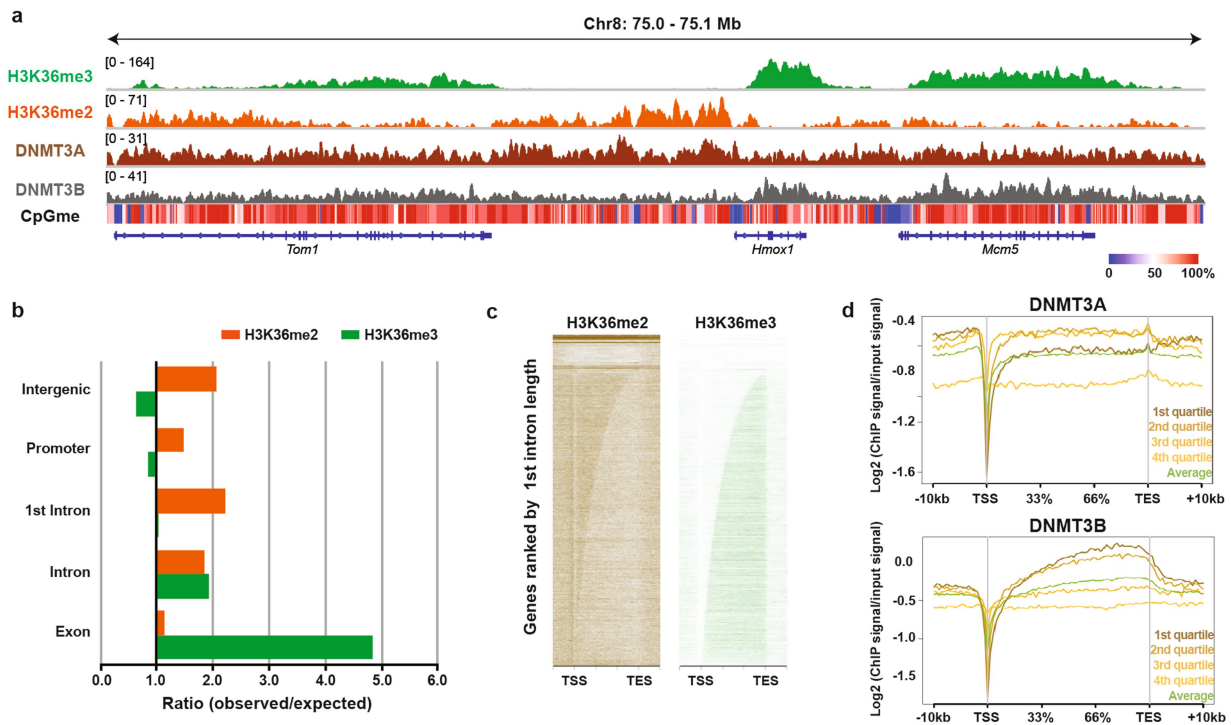 a
Chr8: 75.0 - 75.1 Mb
H3K36me3
[0 - 164]
H3K36me2
[0 - 71]
DNMT3A
[0 - 31]
DNMT3B
[0 - 41]
CpGme
Tom1
Hmox1
Mcm5
0 50 100%
b
H3K36me2 H3K36me3
Intergenic
Promoter
1st Intron
Intron
Exon
0.0 1.0 2.0 3.0 4.0 5.0 6.0
Ratio (observed/expected)
c
H3K36me2 H3K36me3
Genes ranked by 1st intron length
TSS TES TSS TES
d
DNMT3A
Log2 (ChIP signal/input signal)
-0.4
-0.8
-1.2
-1.6
1st quartile
2nd quartile
3rd quartile
4th quartile
Average
-10kb TSS 33% 66% TES +10kb
DNMT3B
Log2 (ChIP signal/input signal)
0.0
-0.5
-1.0
-1.5
1st quartile
2nd quartile
3rd quartile
4th quartile
Average
-10kb TSS 33% 66% TES +10kb